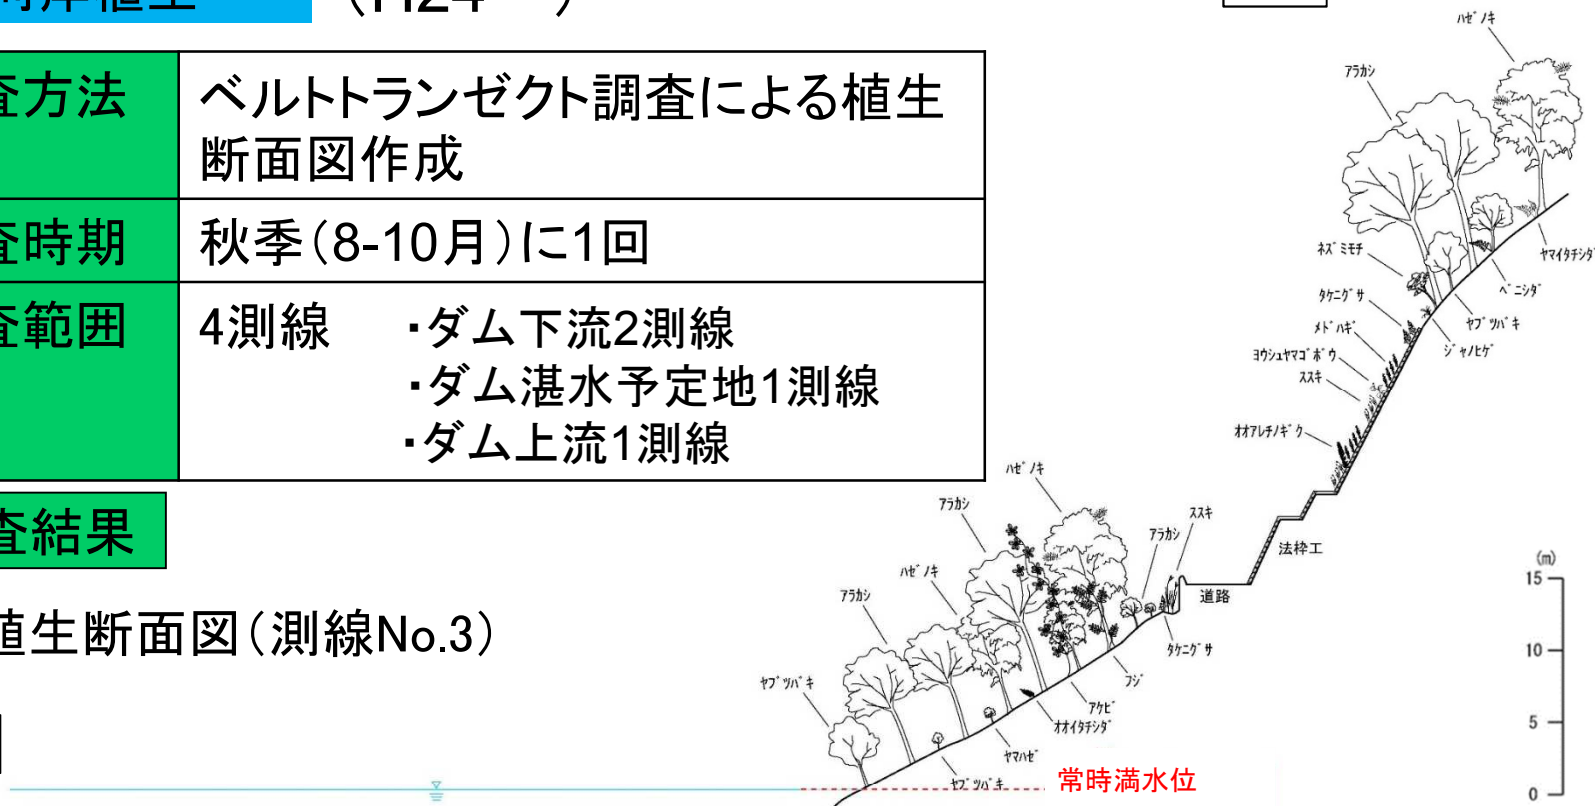 河岸植生 (H24
査方法
ベルトトランゼクト調査による植生
断面図作成
査時期
秋季(8-10月)に1回
査範囲
4測線 ・ダム下流2測線
・ダム湛水予定地1測線
・ダム上流1測線
査結果
植生断面図(測線No.3)
ハゼノキ
アラカシ
ネズミモチ
タケニグサ
メドハギ
ヨウシュヤマゴボウ
ススキ
オオアレチノギク
ヤマイタチシダ
ベニシダ
ヤブツバキ
ジャノヒゲ
ハゼノキ
アラカシ
ススキ
アラカシ
ハゼノキ
アラカシ
ヤブツバキ
法枠工
道路
タケニグサ
フジ
アケビ
オオイタチシダ
ヤマハゼ
ヤブツバキ
常時満水位
(m)
15
10
5
0